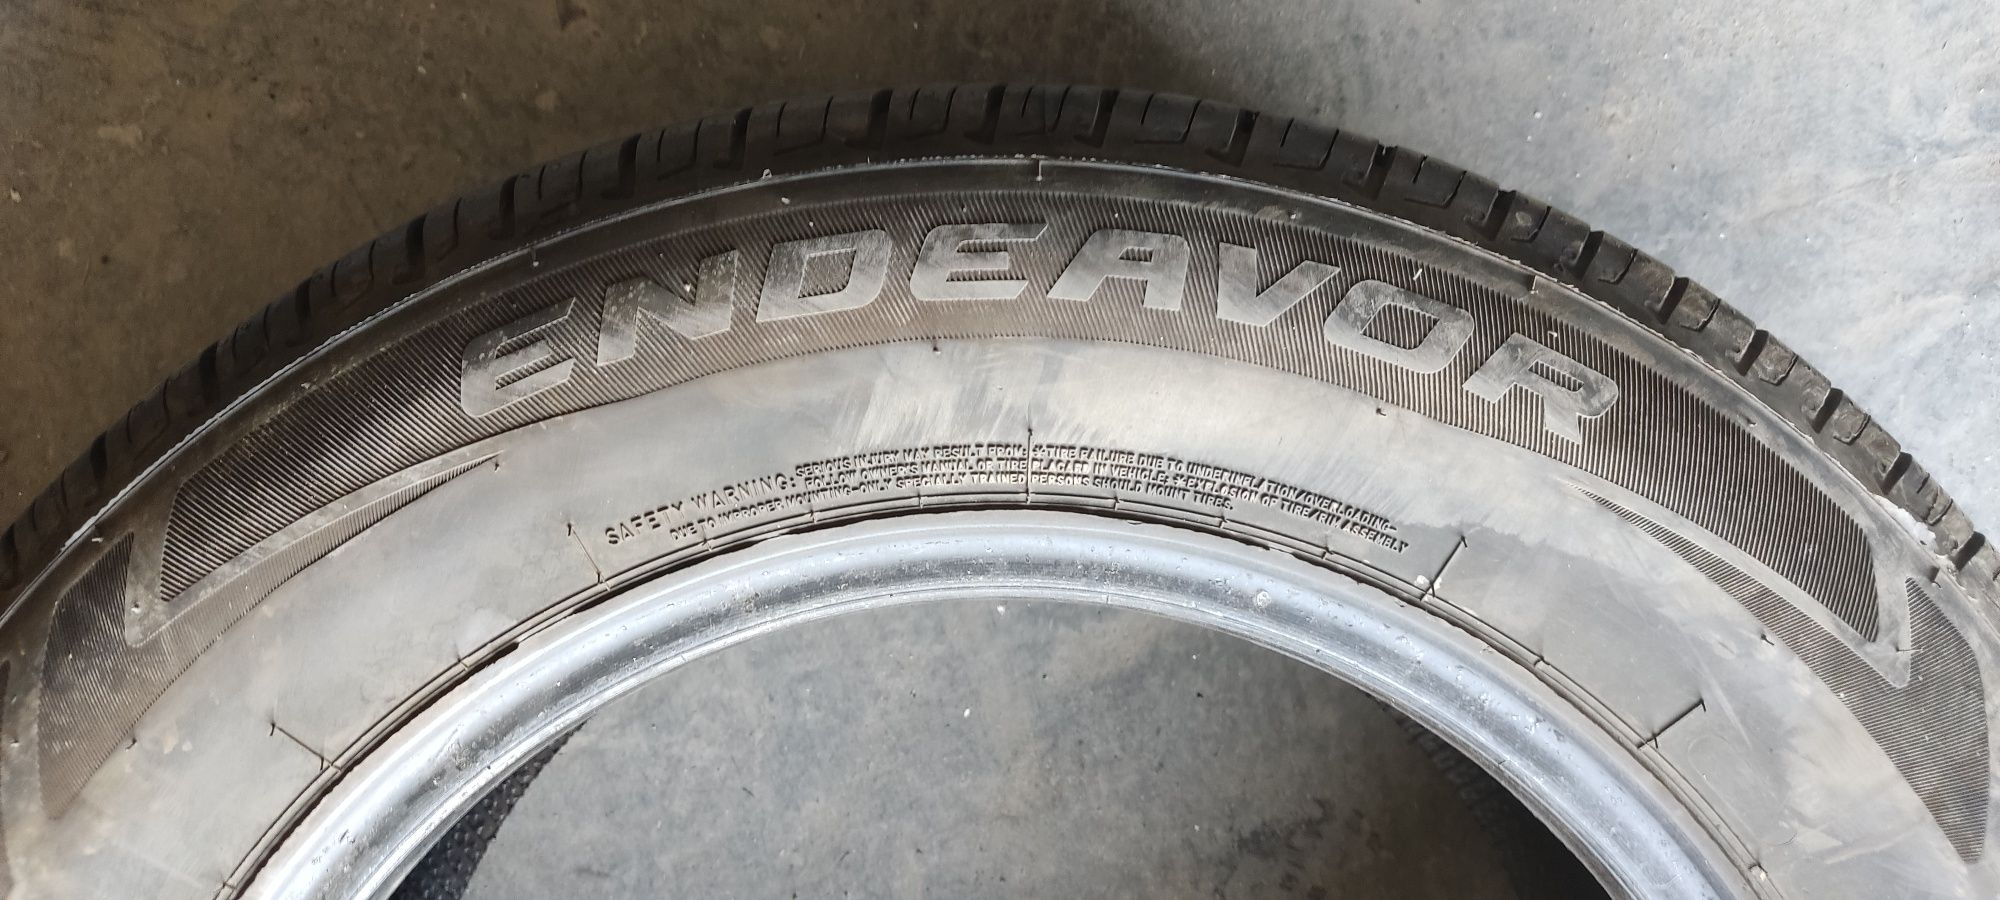 ENDEAVOR
SAFETY WARNING: SERIOUS INJURY MAY RESULT FROM: *TIRE FAILURE DUE TO UNDERINFLATION/OVERLOADING-
FOLLOW OWNER'S MANUAL OR TIRE PLACARD IN VEHICLE: *EXPLOSION OF TIRE/RIM ASSEMBLY
DUE TO IMPROPER MOUNTING-ONLY SPECIALLY TRAINED PERSONS SHOULD MOUNT TIRES.